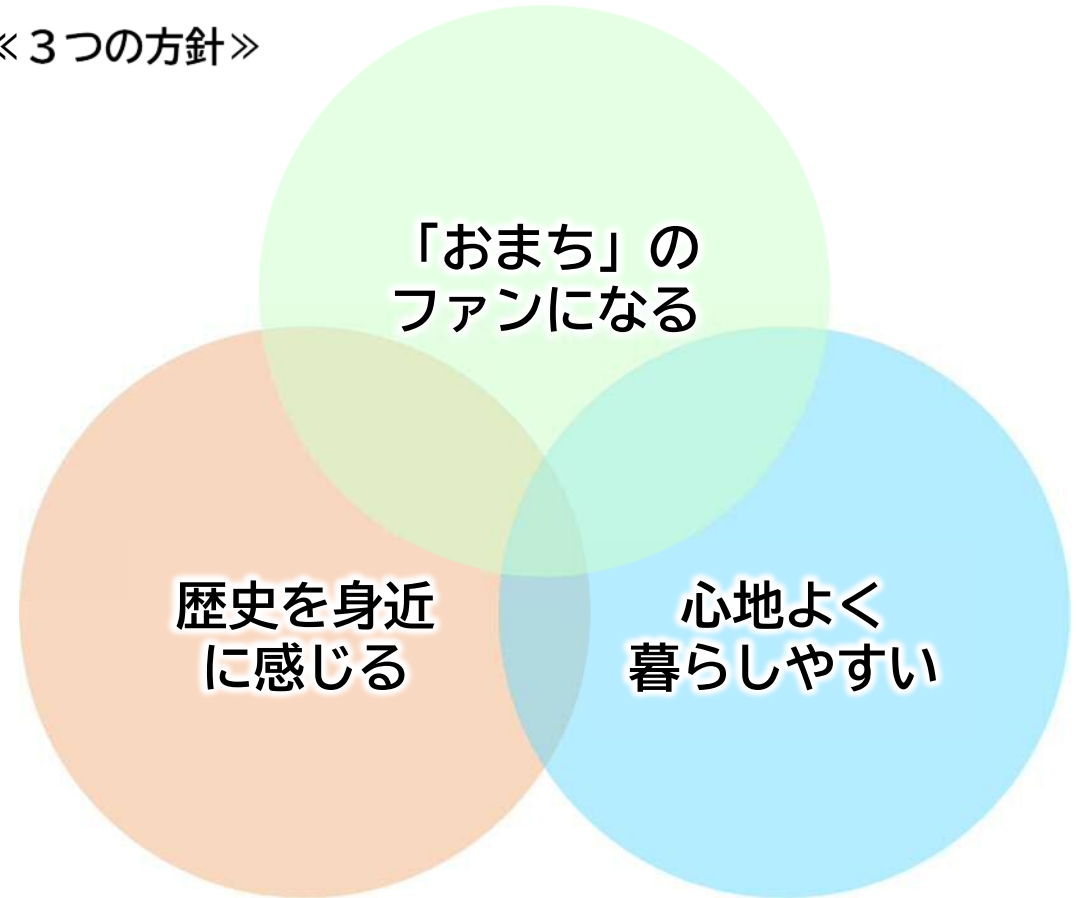 ≪３つの方針≫
「おまち」の
ファンになる
歴史を身近
に感じる
心地よく
暮らしやすい